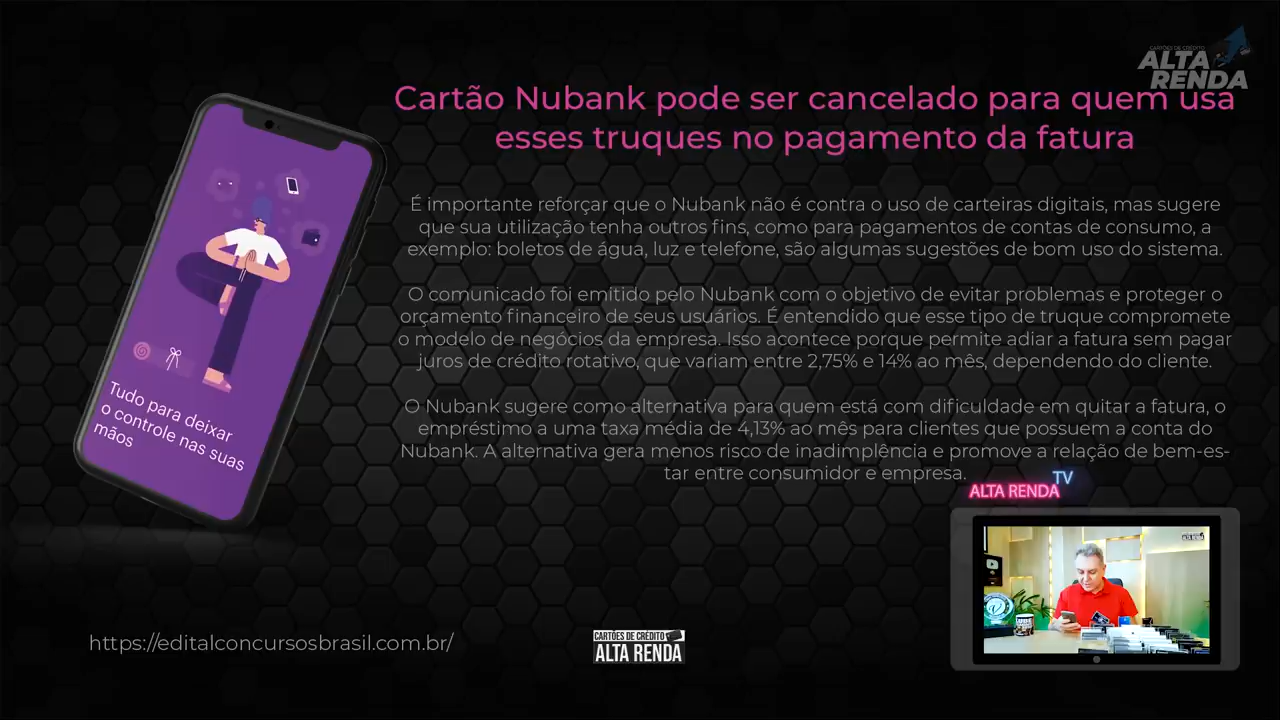 CARTÕES DE CRÉDITO
ALTA
RENDA
Cartão Nubank pode ser cancelado para quem usa
esses truques no pagamento da fatura
É importante reforçar que o Nubank não é contra o uso de carteiras digitais, mas sugere
que sua utilização tenha outros fins, como para pagamentos de contas de consumo, a
exemplo: boletos de água, luz e telefone, são algumas sugestões de bom uso do sistema.
O comunicado foi emitido pelo Nubank com o objetivo de evitar problemas e proteger o
orçamento financeiro de seus usuários. É entendido que esse tipo de truque compromete
o modelo de negócios da empresa. Isso acontece porque permite adiar a fatura sem pagar
juros de crédito rotativo, que variam entre 2,75% e 14% ao mês, dependendo do cliente.
O Nubank sugere como alternativa para quem está com dificuldade em quitar a fatura, o
empréstimo a uma taxa média de 4,13% ao mês para clientes que possuem a conta do
Nubank. A alternativa gera menos risco de inadimplência e promove a relação de bem-es-
tar entre consumidor e empresa.
Tudo para deixar
o controle nas suas
mãos
TV
ALTA RENDA
https://editalconcursosbrasil.com.br/
CARTÕES DE CRÉDITO
ALTA RENDA